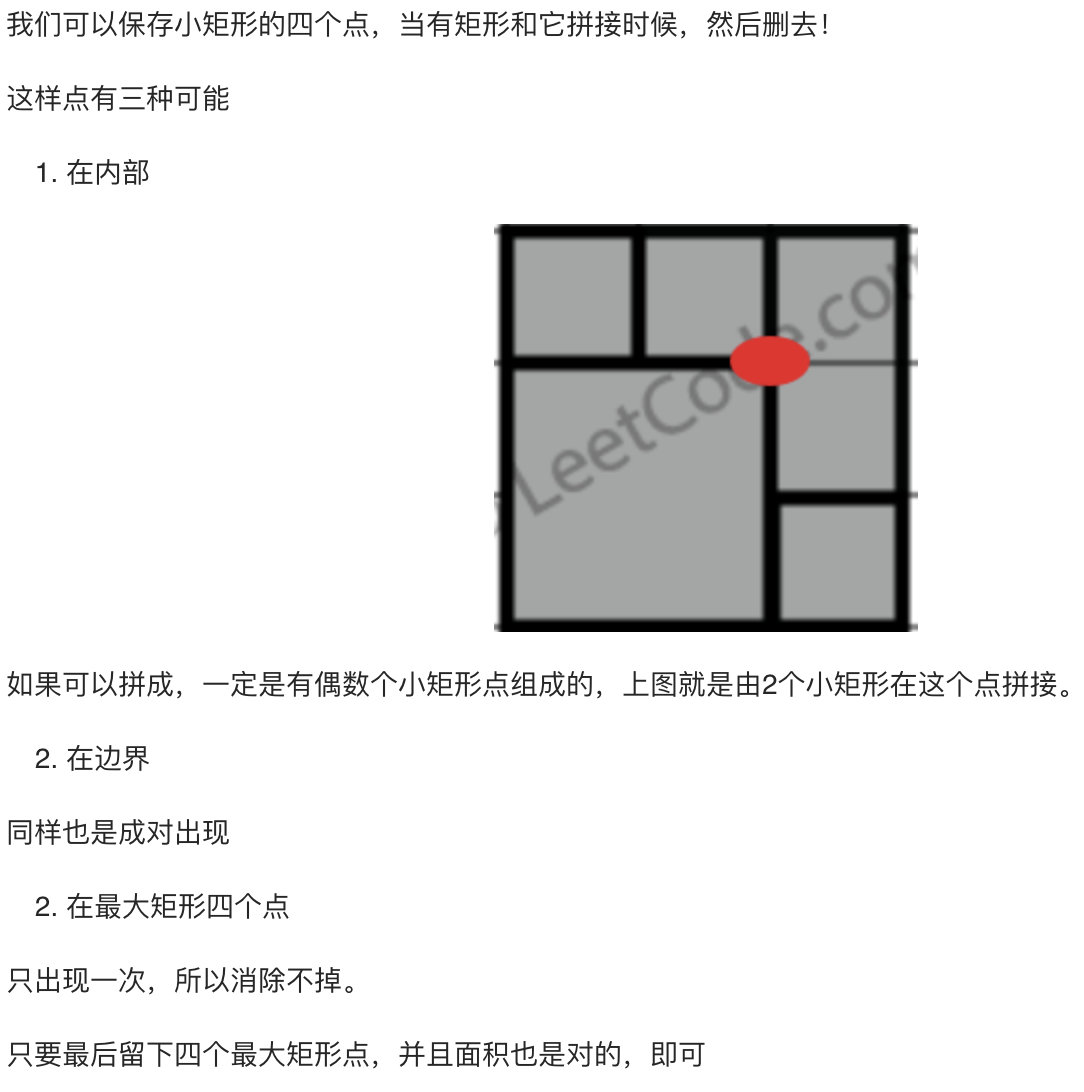 我们可以保存小矩形的四个点，当有矩形和它拼接时候，然后删去！
这样点有三种可能
1. 在内部
LeetCode.com
如果可以拼成，一定是有偶数个小矩形点组成的，上图就是由2个小矩形在这个点拼接。
2. 在边界
同样也是成对出现
2. 在最大矩形四个点
只出现一次，所以消除不掉。
只要最后留下四个最大矩形点，并且面积也是对的，即可